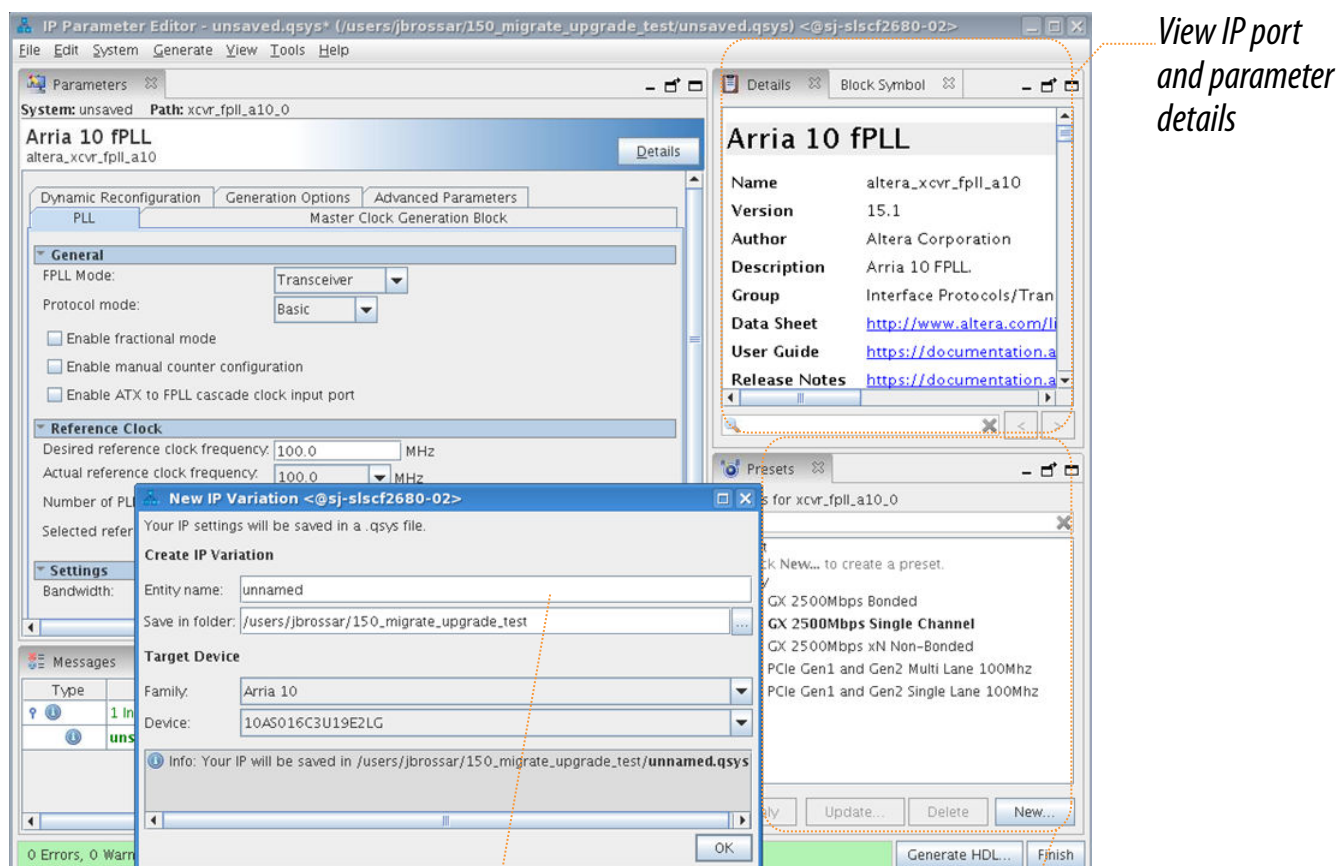 IP Parameter Editor - unsaved.qsys* (/users/jbrossar/150_migrate_upgrade_test/unsaved.qsys) <@sj-slscf2680-02>
File Edit System Generate View Tools Help
Parameters
System: unsaved Path: xcvr_fpll_a10_0
Arria 10 fPLL
altera_xcvr_fpll_a10
Details
Dynamic Reconfiguration Generation Options Advanced Parameters
PLL Master Clock Generation Block
General
FPLL Mode: Transceiver
Protocol mode: Basic
Enable fractional mode
Enable manual counter configuration
Enable ATX to FPLL cascade clock input port
Reference Clock
Desired reference clock frequency: 100.0 MHz
Actual reference clock frequency: 100.0 MHz
Number of PL
Selected refer
Settings
Bandwidth:
Messages
Type
1 In
uns
0 Errors, 0 Warn
New IP Variation <@sj-slscf2680-02>
Your IP settings will be saved in a .qsys file.
Create IP Variation
Entity name: unnamed
Save in folder: /users/jbrossar/150_migrate_upgrade_test ...
Target Device
Family: Arria 10
Device: 10AS016C3U19E2LG
Info: Your IP will be saved in /users/jbrossar/150_migrate_upgrade_test/unnamed.qsys
OK
Details Block Symbol
Arria 10 fPLL
Name altera_xcvr_fpll_a10
Version 15.1
Author Altera Corporation
Description Arria 10 FPLL.
Group Interface Protocols/Tran
Data Sheet http://www.altera.com/li
User Guide https://documentation.a
Release Notes https://documentation.a
< >
Presets
s for xcvr_fpll_a10_0
k New... to create a preset.
GX 2500Mbps Bonded
GX 2500Mbps Single Channel
GX 2500Mbps xN Non-Bonded
PCIe Gen1 and Gen2 Multi Lane 100Mhz
PCIe Gen1 and Gen2 Single Lane 100Mhz
ly Update... Delete New...
Generate HDL... Finish
View IP port
and parameter
details